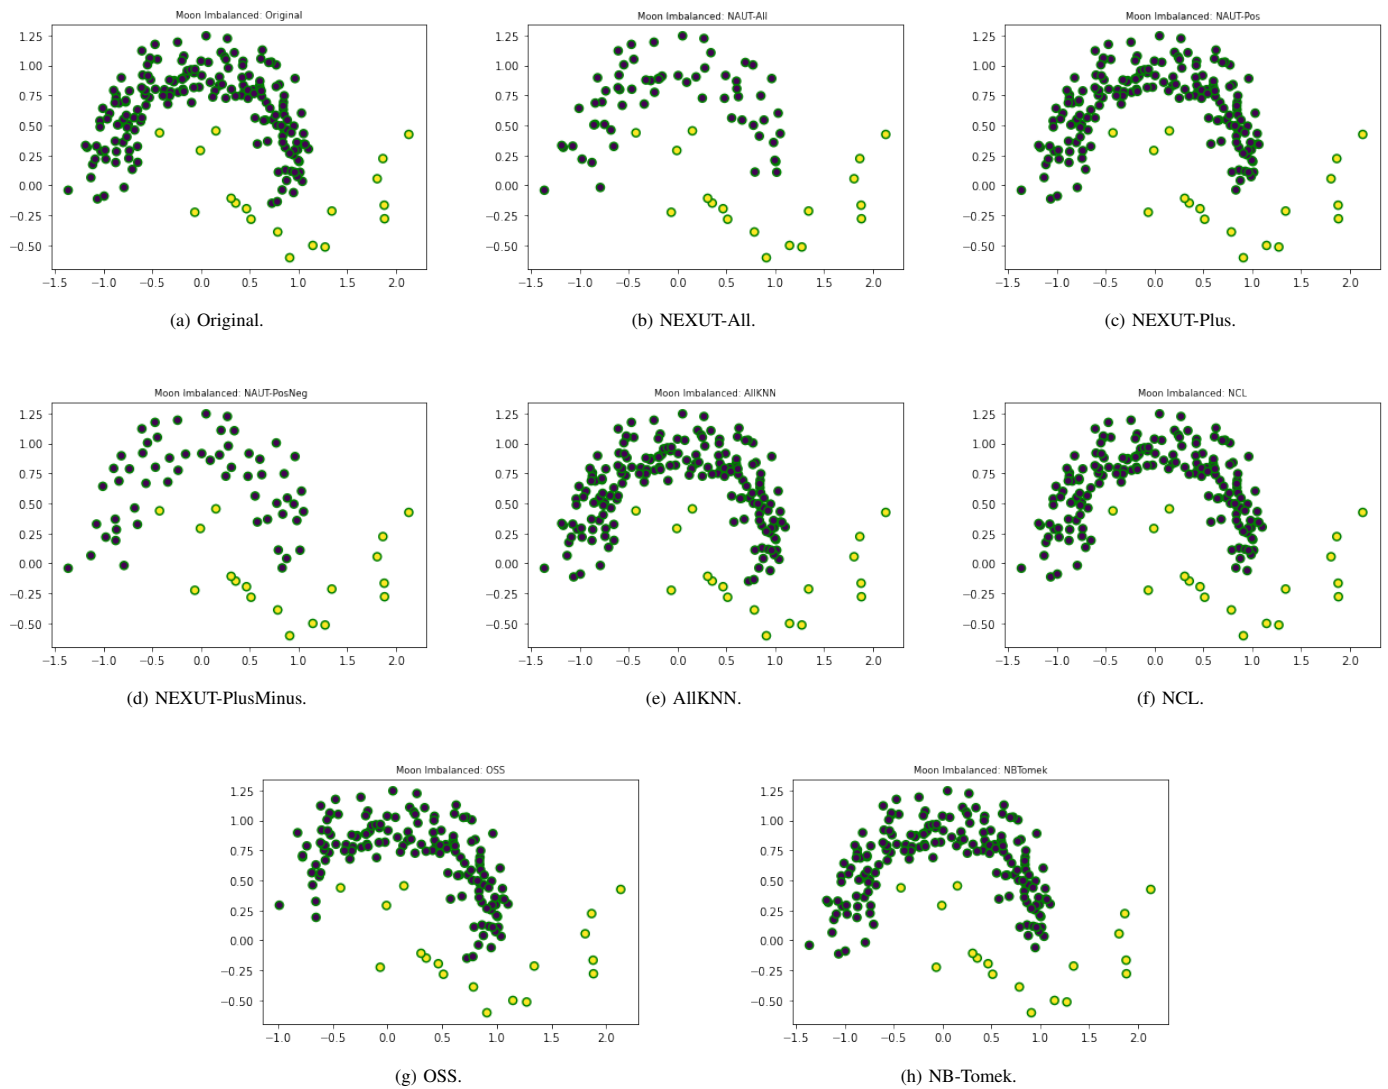 Moon Imbalanced: Original
1.25
1.00
0.75
0.50
0.25
0.00
−0.25
−0.50
−1.5 −1.0 −0.5 0.0 0.5 1.0 1.5 2.0
(a) Original.
Moon Imbalanced: NAUT-All
1.25
1.00
0.75
0.50
0.25
0.00
−0.25
−0.50
−1.5 −1.0 −0.5 0.0 0.5 1.0 1.5 2.0
(b) NEXUT-All.
Moon Imbalanced: NAUT-Pos
1.25
1.00
0.75
0.50
0.25
0.00
−0.25
−0.50
−1.5 −1.0 −0.5 0.0 0.5 1.0 1.5 2.0
(c) NEXUT-Plus.
Moon Imbalanced: NAUT-PosNeg
1.25
1.00
0.75
0.50
0.25
0.00
−0.25
−0.50
−1.5 −1.0 −0.5 0.0 0.5 1.0 1.5 2.0
(d) NEXUT-PlusMinus.
Moon Imbalanced: AllKNN
1.25
1.00
0.75
0.50
0.25
0.00
−0.25
−0.50
−1.5 −1.0 −0.5 0.0 0.5 1.0 1.5 2.0
(e) AllKNN.
Moon Imbalanced: NCL
1.25
1.00
0.75
0.50
0.25
0.00
−0.25
−0.50
−1.5 −1.0 −0.5 0.0 0.5 1.0 1.5 2.0
(f) NCL.
Moon Imbalanced: OSS
1.25
1.00
0.75
0.50
0.25
0.00
−0.25
−0.50
−1.0 −0.5 0.0 0.5 1.0 1.5 2.0
(g) OSS.
Moon Imbalanced: NBTomek
1.25
1.00
0.75
0.50
0.25
0.00
−0.25
−0.50
−1.5 −1.0 −0.5 0.0 0.5 1.0 1.5 2.0
(h) NB-Tomek.